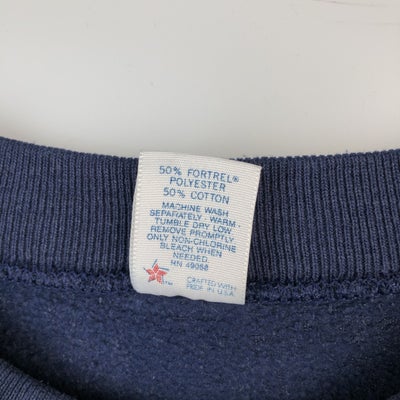 50% FORTREL®
POLYESTER
50% COTTON
MACHINE WASH
SEPARATELY - WARM -
TUMBLE DRY LOW
REMOVE PROMPTLY
ONLY NON-CHLORINE
BLEACH WHEN
NEEDED.
RN 49058
TM
CRAFTED WITH
PRIDE IN U.S.A.